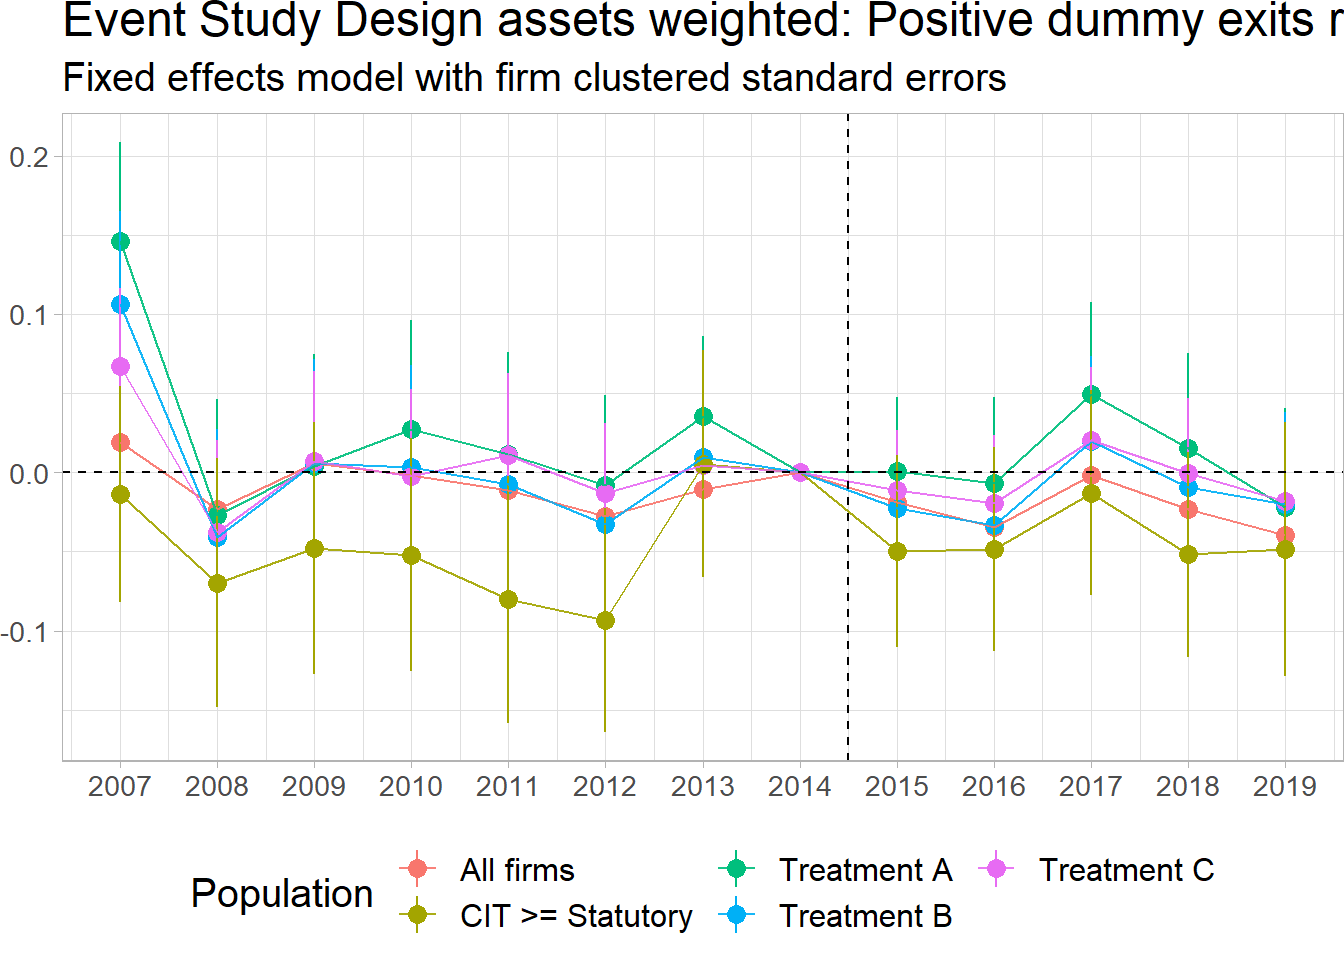 Event Study Design assets weighted: Positive dummy exits
Fixed effects model with firm clustered standard errors
0.2
0.1
0.0
-0.1
2007 2008 2009 2010 2011 2012 2013 2014 2015 2016 2017 2018 2019
Population
All firms
Treatment A
Treatment C
CIT >= Statutory
Treatment B